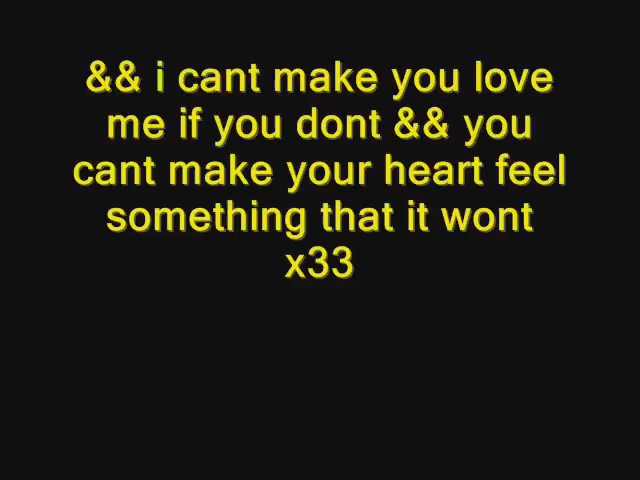 && i cant make you love
me if you dont && you
cant make your heart feel
something that it wont
x33